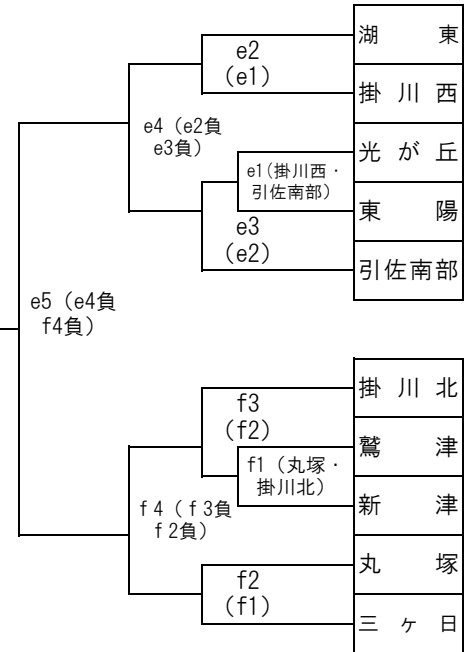 湖東
e2
(e1)
掛川西
e4（e2負
e3負）
光が丘
e1(掛川西・
引佐南部）
東陽
e3
(e2)
引佐南部
e5（e4負
f4負）
掛川北
f3
(f2)
鷲津
f1（丸塚・
掛川北）
新津
f4（f3負
f2負）
丸塚
f2
(f1)
三ヶ日